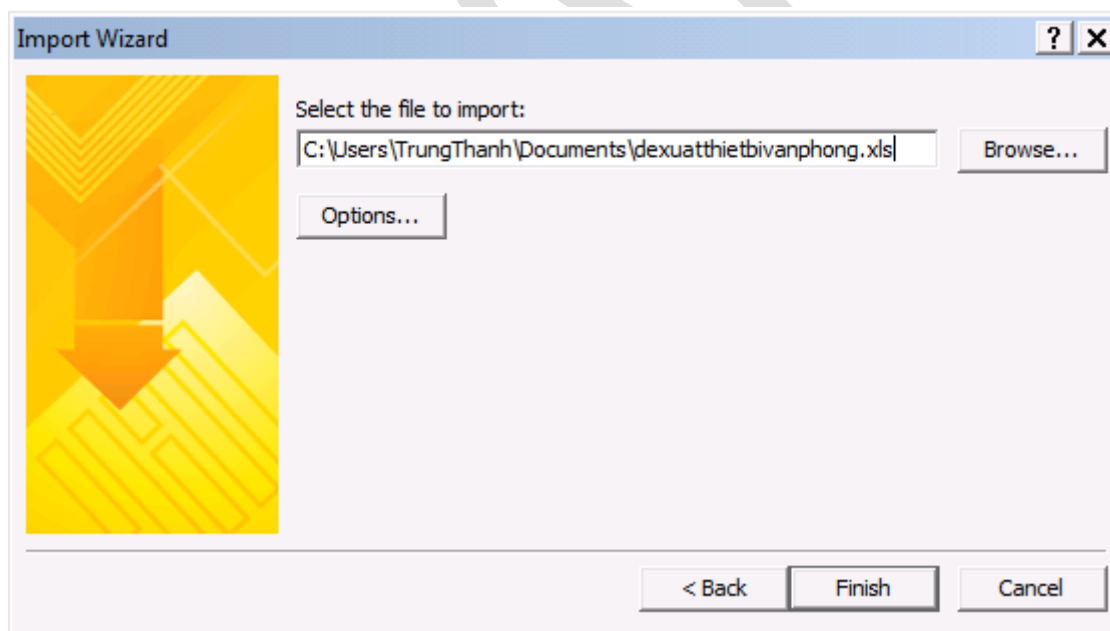 Import Wizard
? X
Select the file to import:
C:\Users\TrungThanh\Documents\dexuatthietbivanphong.xls
Browse...
Options...
< Back
Finish
Cancel